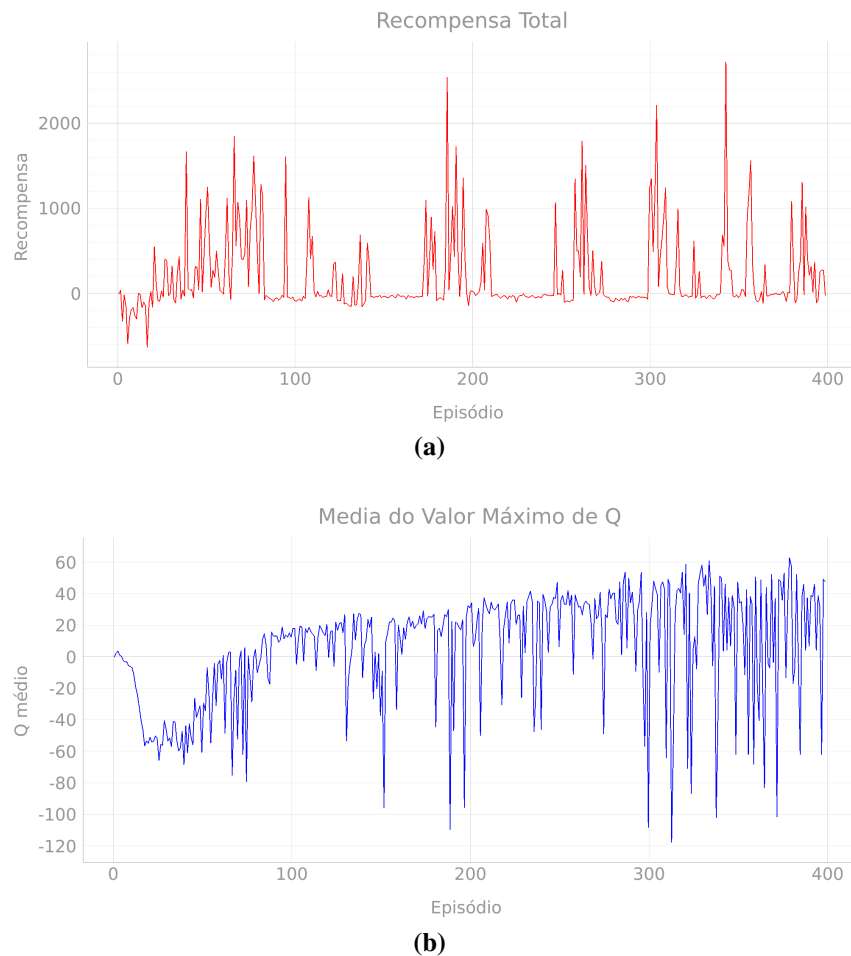 Recompensa Total
2000
1000
0
Recompensa
0 100 200 300 400
Episódio
(a)
Media do Valor Máximo de Q
60
40
20
0
-20
-40
-60
-80
-100
-120
Q médio
0 100 200 300 400
Episódio
(b)